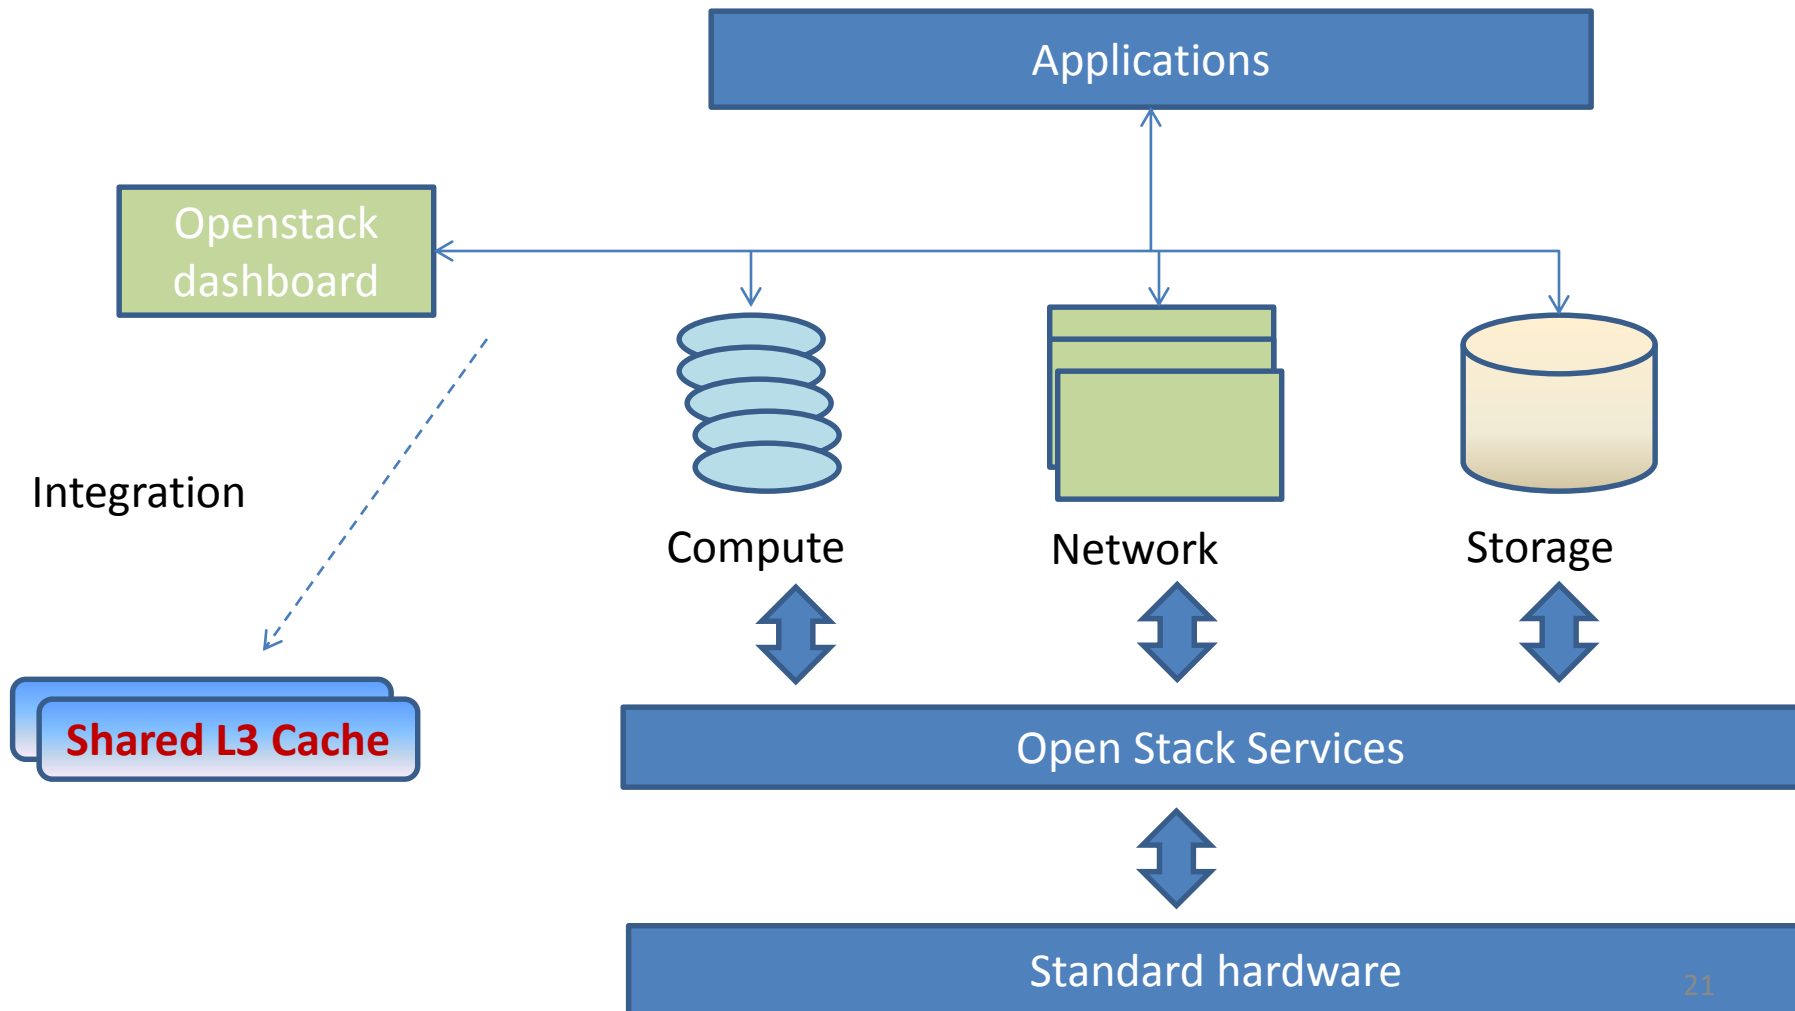 Applications
Openstack
dashboard
Integration
Compute
Network
Storage
Shared L3 Cache
Open Stack Services
Standard hardware
21